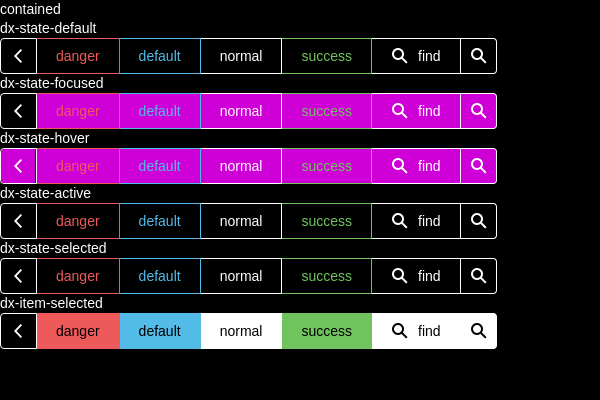 contained
dx-state-default
danger default normal success find
dx-state-focused
danger default normal success find
dx-state-hover
danger default normal success find
dx-state-active
danger default normal success find
dx-state-selected
danger default normal success find
dx-item-selected
danger default normal success find